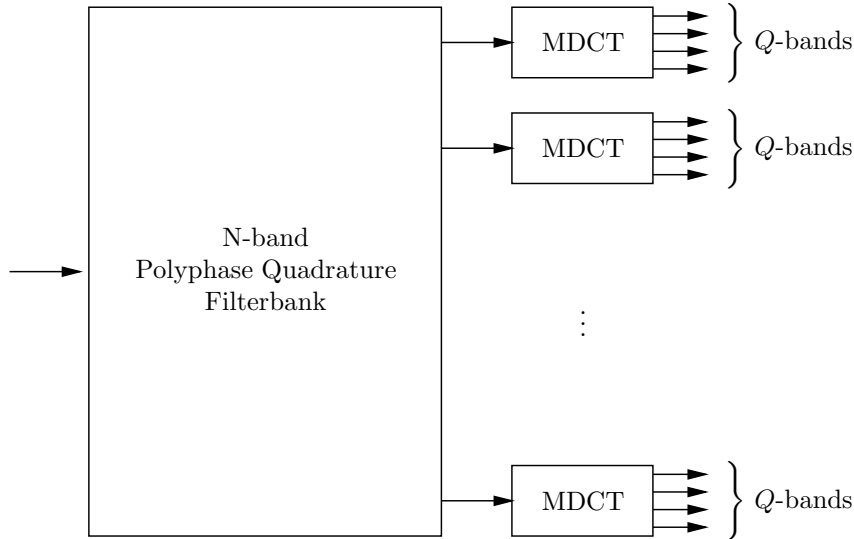 MDCT
Q-bands
MDCT
Q-bands
N-band
Polyphase Quadrature
Filterbank
MDCT
Q-bands